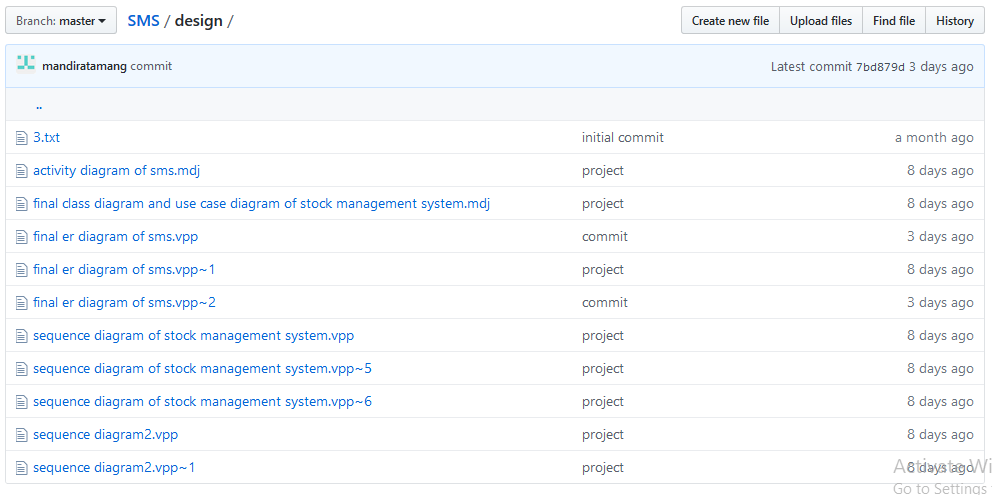 Branch: master SMS / design / Create new file Upload files Find file History
mandiratamang commit Latest commit 7bd879d 3 days ago
..
3.txt initial commit a month ago
activity diagram of sms.mdj project 8 days ago
final class diagram and use case diagram of stock management system.mdj project 8 days ago
final er diagram of sms.vpp commit 3 days ago
final er diagram of sms.vpp~1 project 8 days ago
final er diagram of sms.vpp~2 commit 3 days ago
sequence diagram of stock management system.vpp project 8 days ago
sequence diagram of stock management system.vpp~5 project 8 days ago
sequence diagram of stock management system.vpp~6 project 8 days ago
sequence diagram2.vpp project 8 days ago
sequence diagram2.vpp~1 project 8 days ago
Activate Wi
Go to Settings